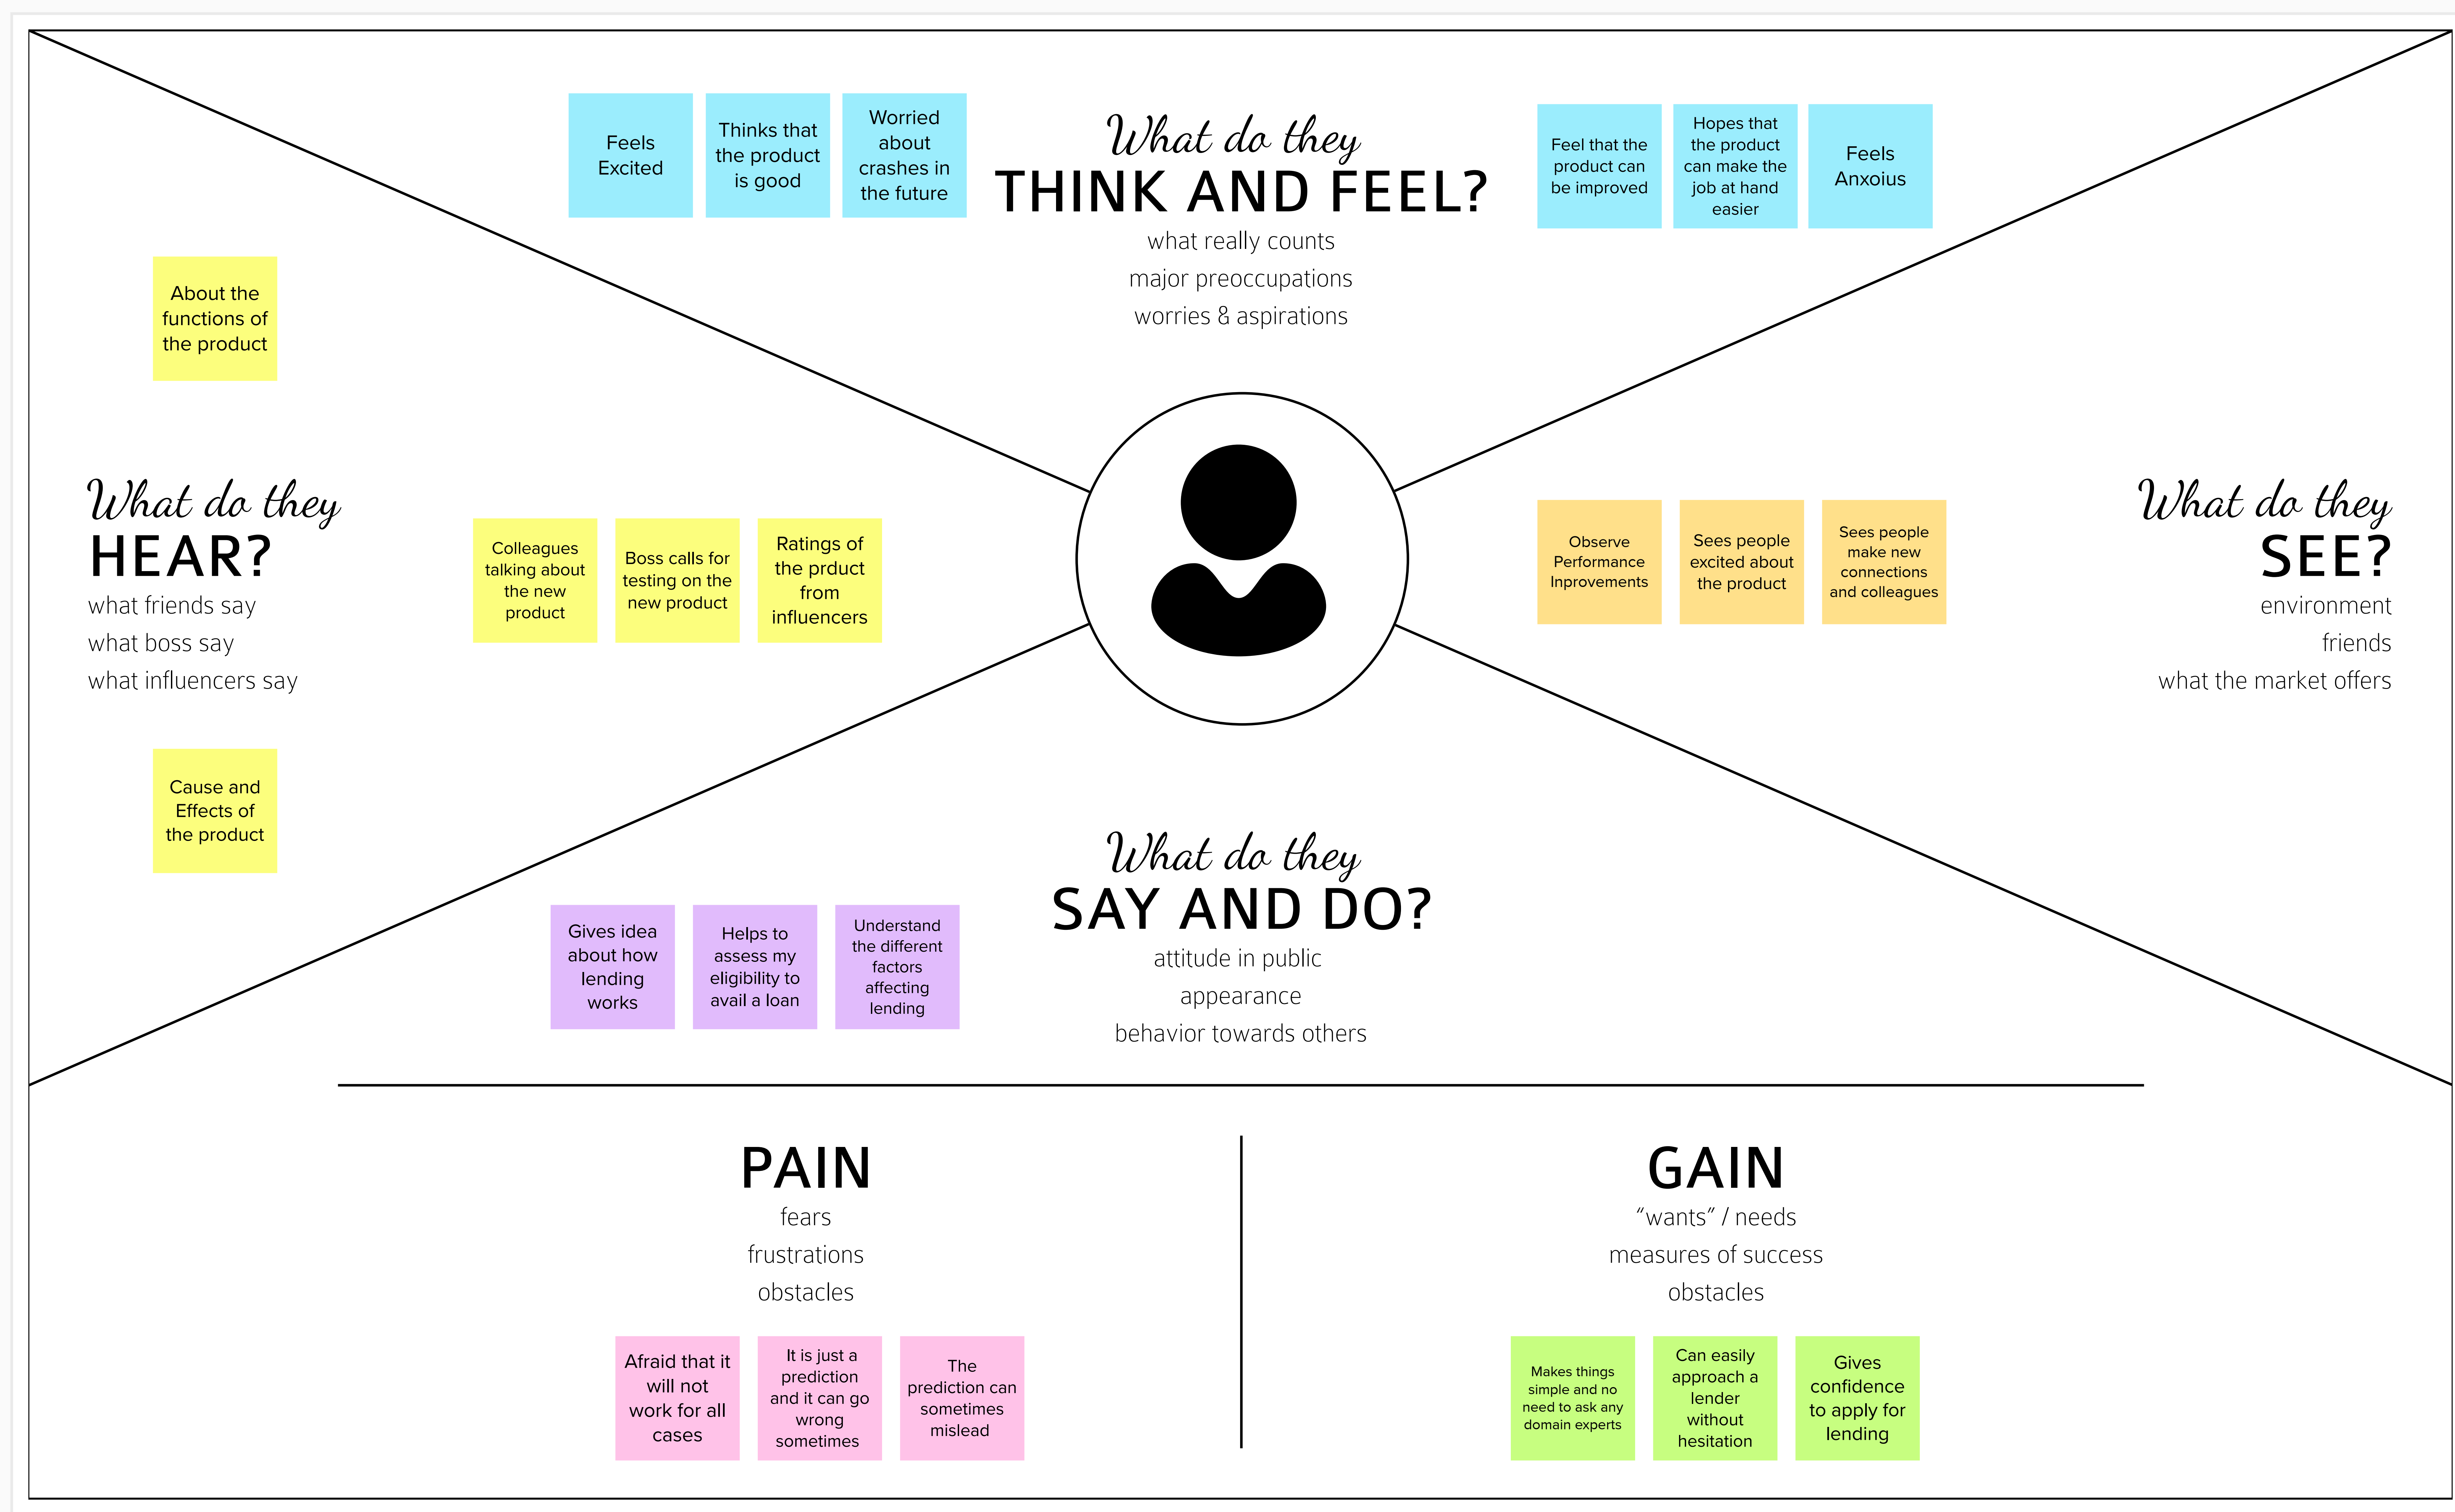 Feels
Excited
Thinks that
the product
is good
Worried
about
crashes in
the future
What do they
THINK AND FEEL?
what really counts
major preoccupations
worries & aspirations
Feel that the
product can
be improved
Hopes that
the product
can make the
job at hand
easier
Feels
Anxoius
About the
functions of
the product
What do they
HEAR?
what friends say
what boss say
what influencers say
Colleagues
talking about
the new
product
Boss calls for
testing on the
new product
Ratings of
the prduct
from
influencers
Cause and
Effects of
the product
Observe
Performance
Inprovements
Sees people
excited about
the product
Sees people
make new
connections
and colleagues
What do they
SEE?
environment
friends
what the market offers
What do they
SAY AND DO?
attitude in public
appearance
behavior towards others
Gives idea
about how
lending
works
Helps to
assess my
eligibility to
avail a loan
Understand
the different
factors
affecting
lending
PAIN
fears
frustrations
obstacles
Afraid that it
will not
work for all
cases
It is just a
prediction
and it can go
wrong
sometimes
The
prediction can
sometimes
mislead
GAIN
“wants” / needs
measures of success
obstacles
Makes things
simple and no
need to ask any
domain experts
Can easily
approach a
lender
without
hesitation
Gives
confidence
to apply for
lending